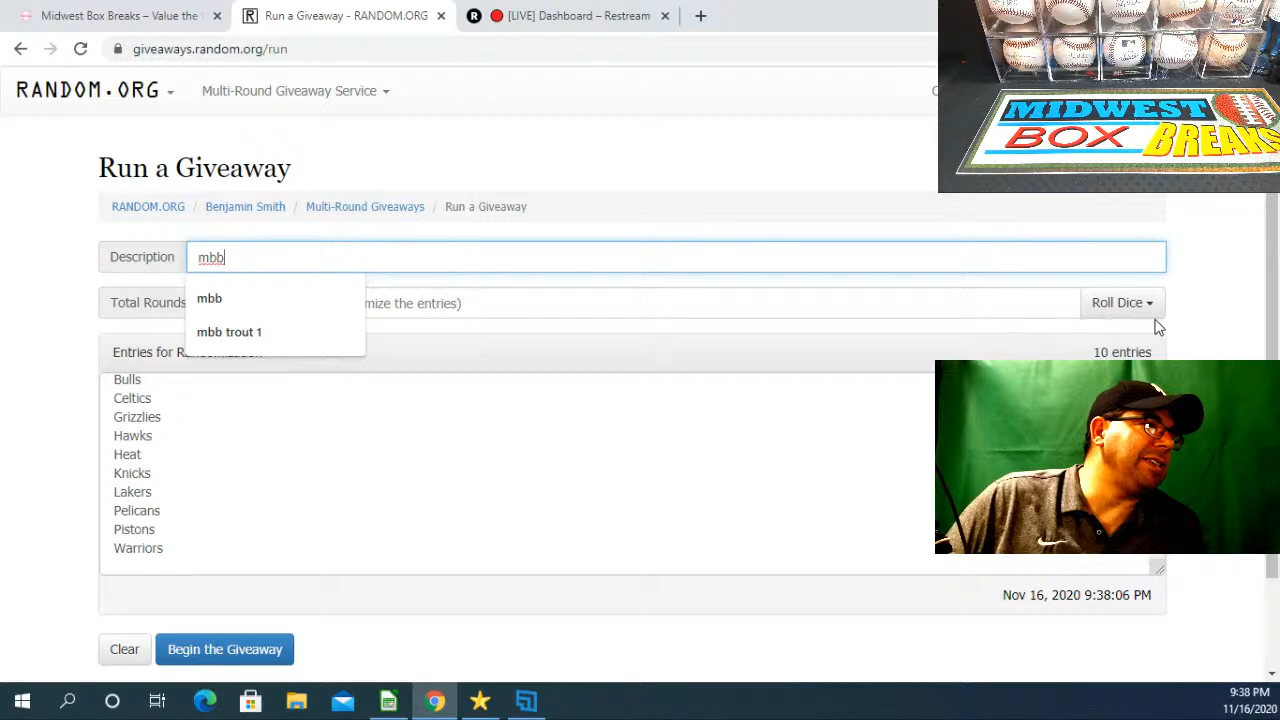 Midwest Box Breaks – Value the
Run a Giveaway - RANDOM.ORG
[LIVE] Dashboard – Restream
giveaways.random.org/run
RANDOM.ORG
Multi-Round Giveaway Service
MIDWEST
BOX BREAKS
Run a Giveaway
RANDOM.ORG / Benjamin Smith / Multi-Round Giveaways / Run a Giveaway
Description mbb
mbb
mbb trout 1
Total Rounds mize the entries) Roll Dice
Entries for 10 entries
Bulls
Celtics
Grizzlies
Hawks
Heat
Knicks
Lakers
Pelicans
Pistons
Warriors
Nov 16, 2020 9:38:06 PM
Clear Begin the Giveaway
9:38 PM
11/16/2020